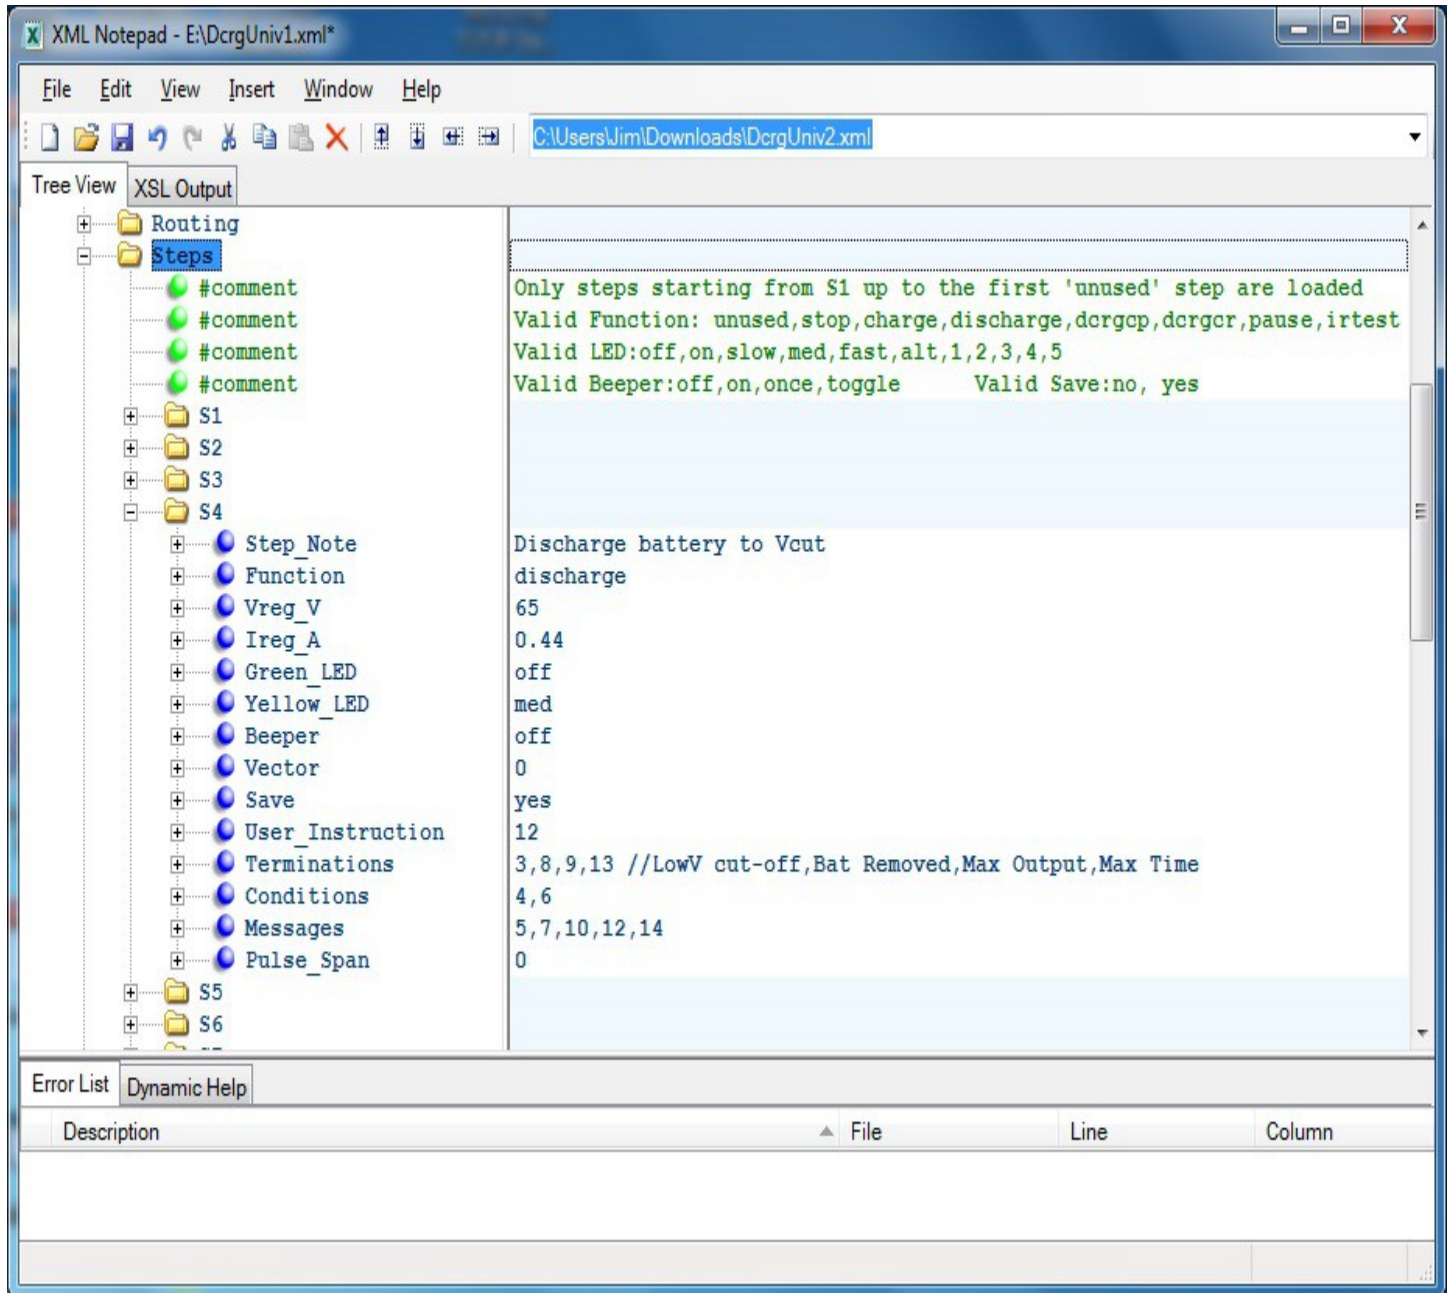 XML Notepad - E:\DcrgUniv1.xml*
File Edit View Insert Window Help
C:\Users\Jim\Downloads\DcrgUniv2.xml
Tree View XSL Output
Routing
Steps
#comment Only steps starting from S1 up to the first 'unused' step are loaded
#comment Valid Function: unused,stop,charge,discharge,dcrgcp,dcrgcr,pause,irtest
#comment Valid LED:off,on,slow,med,fast,alt,1,2,3,4,5
#comment Valid Beeper:off,on,once,toggle Valid Save:no, yes
S1
S2
S3
S4
Step_Note Discharge battery to Vcut
Function discharge
Vreg_V 65
Ireg_A 0.44
Green_LED off
Yellow_LED med
Beeper off
Vector 0
Save yes
User_Instruction 12
Terminations 3,8,9,13 //LowV cut-off,Bat Removed,Max Output,Max Time
Conditions 4,6
Messages 5,7,10,12,14
Pulse_Span 0
S5
S6
Error List Dynamic Help
Description File Line Column